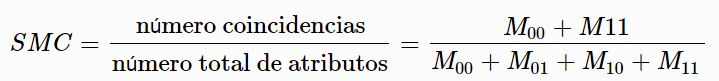 SMC = número coincidencias / número total de atributos = M₀₀ + M11 / M₀₀ + M₀₁ + M₁₀ + M₁₁